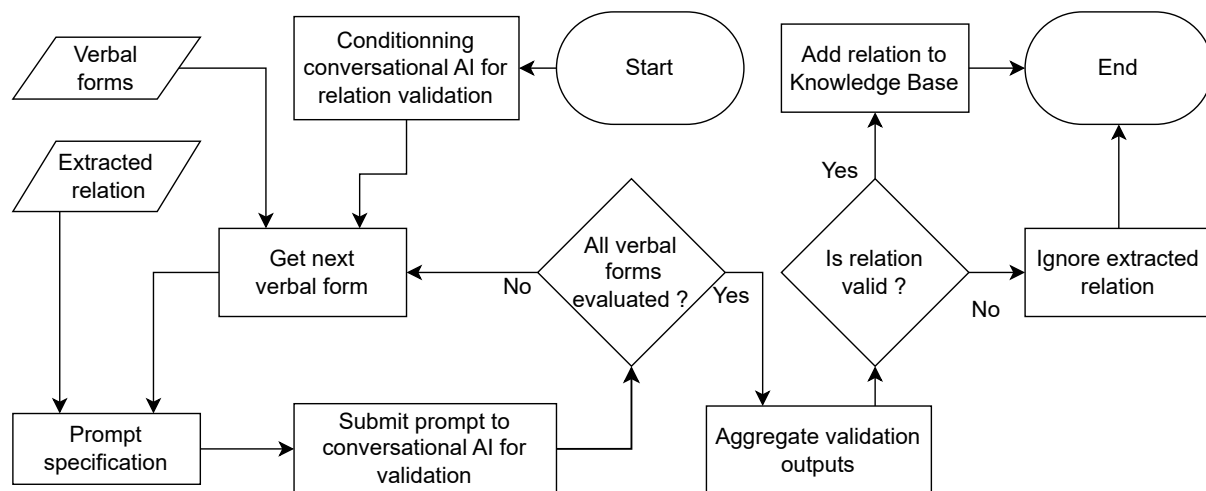 Verbal
forms
Conditionning
conversational AI for
relation validation
Start
Add relation to
Knowledge Base
End
Extracted
relation
Yes
Get next
verbal form
No
All verbal
forms
evaluated ?
Yes
Is relation
valid ?
No
Ignore extracted
relation
Prompt
specification
Submit prompt to
conversational AI for
validation
Aggregate validation
outputs